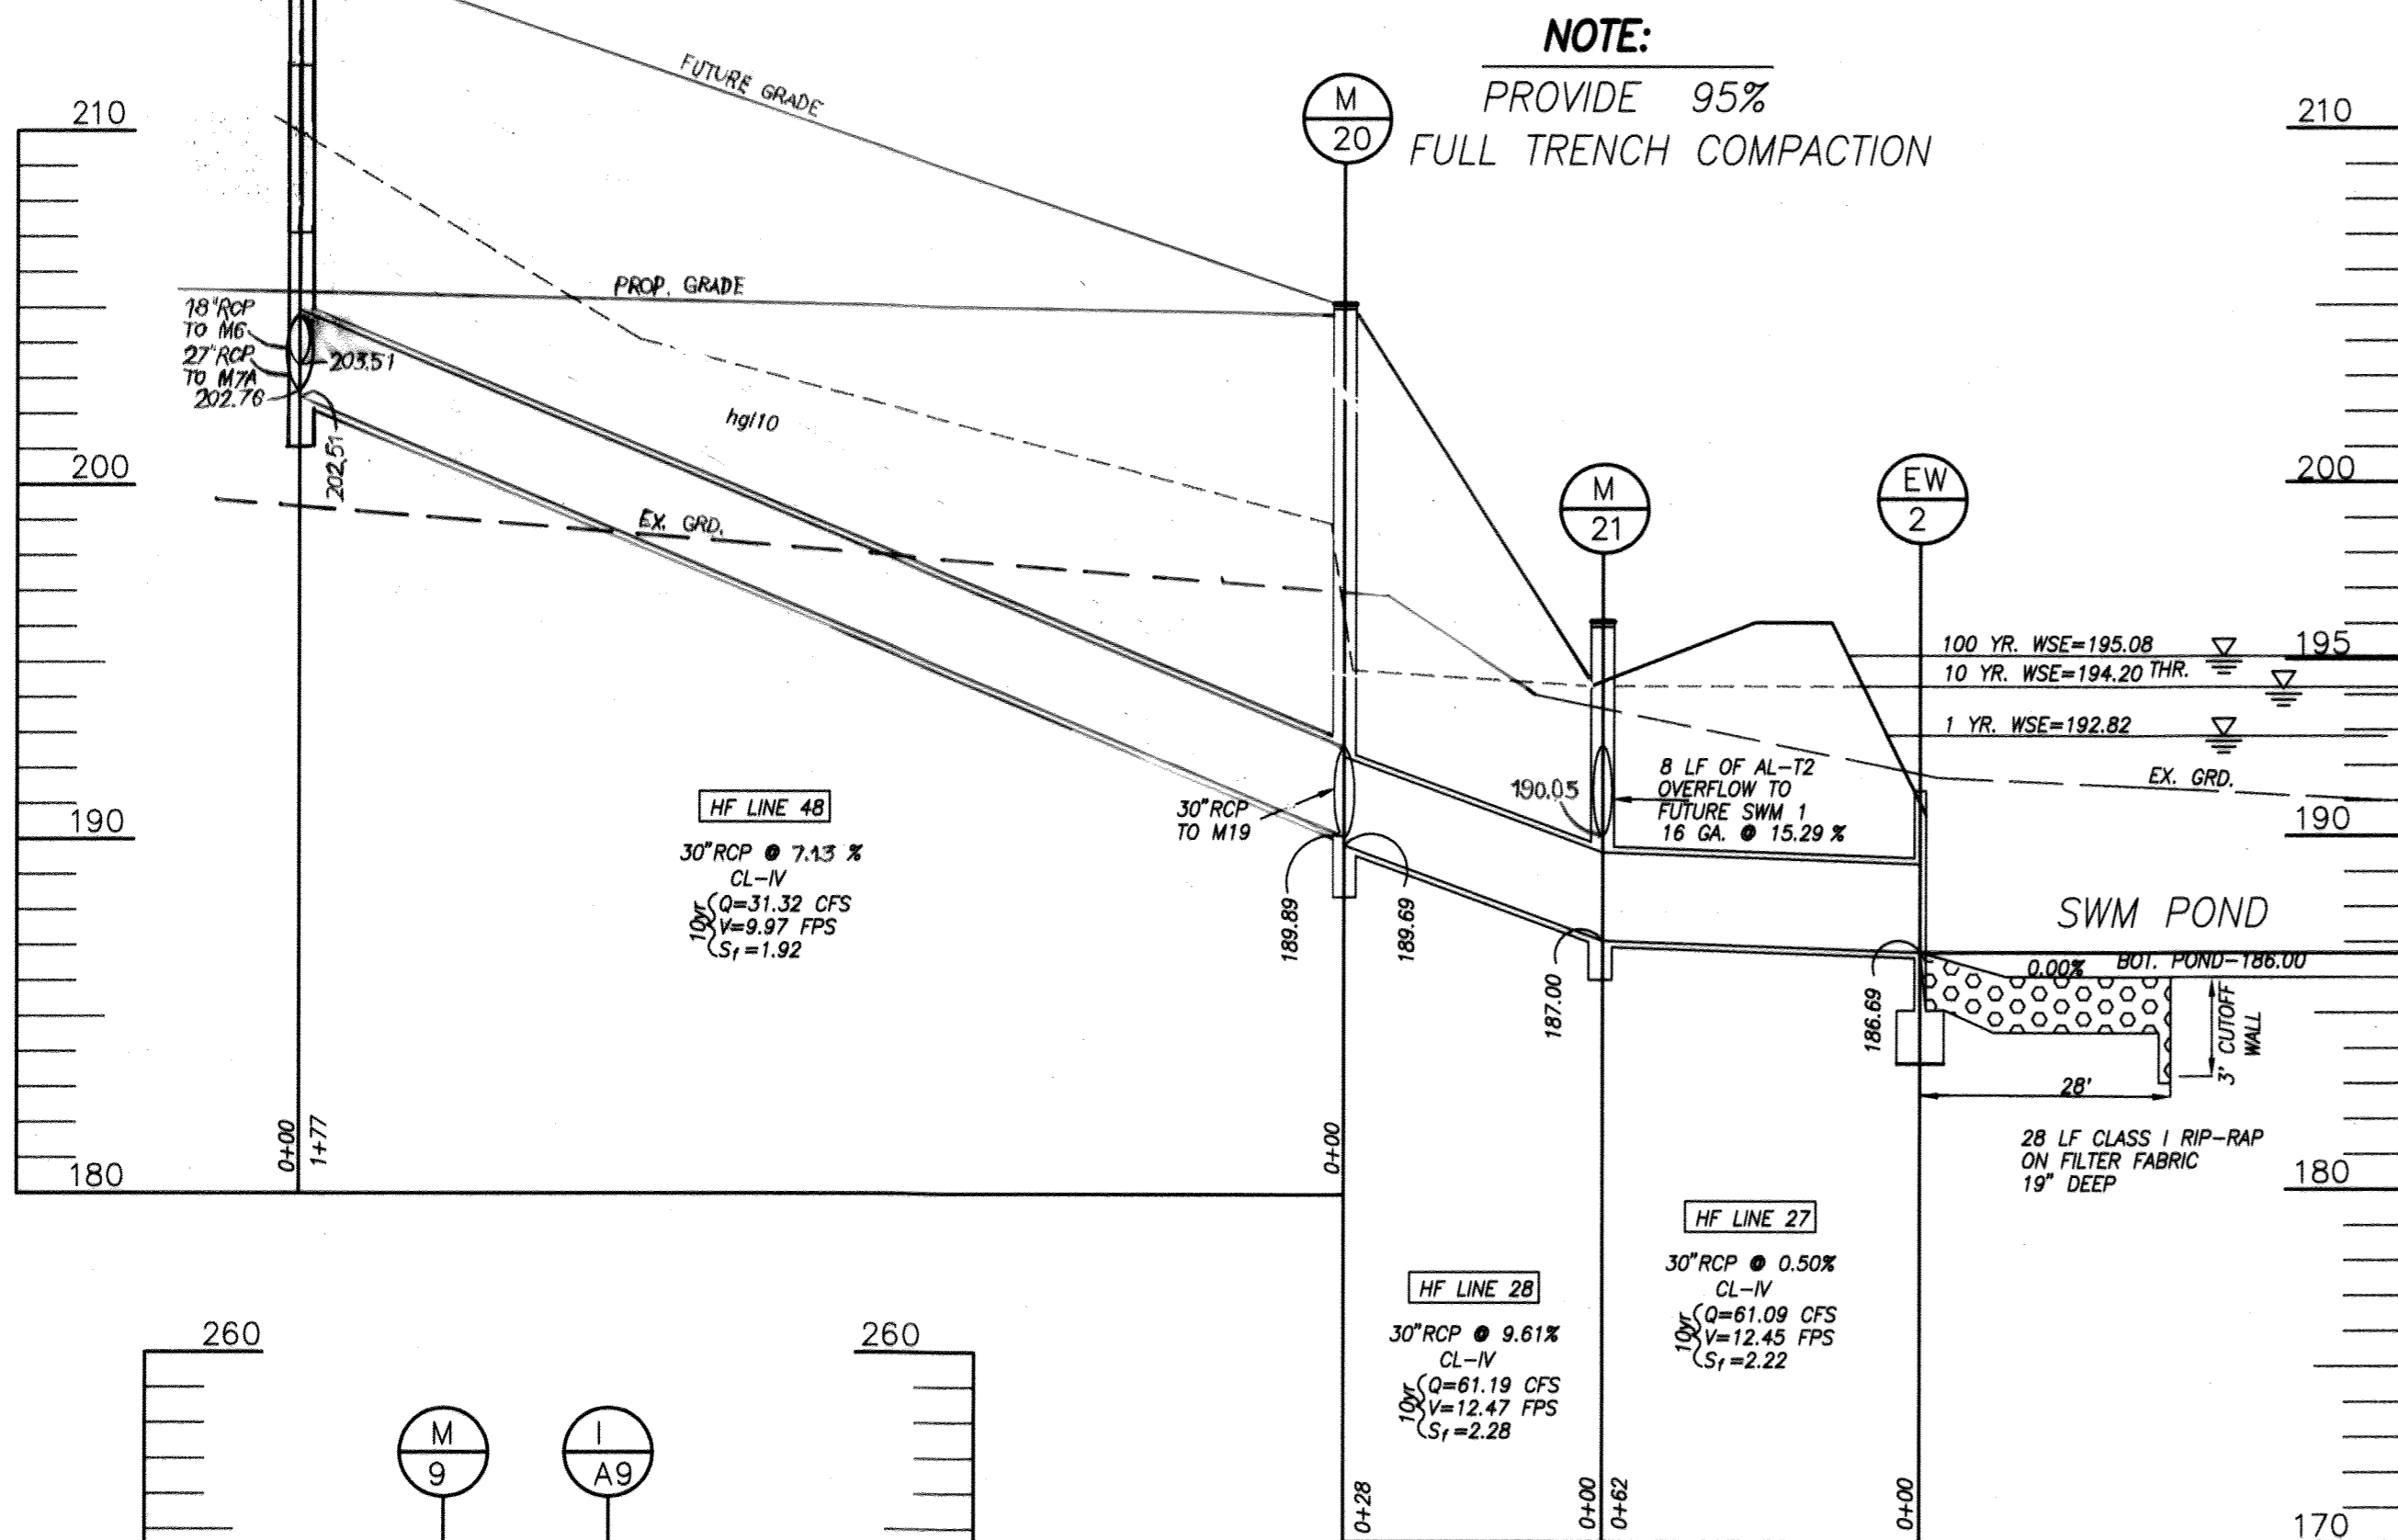 NOTE:
PROVIDE 95%
FULL TRENCH COMPACTION
FUTURE GRADE
M
20
210
210
PROP. GRADE
18"RCP
TO M6
27"RCP
TO M7A
202.76
203.51
202.51
hgl10
200
200
EX. GRD.
M
21
EW
2
100 YR. WSE=195.08
195
10 YR. WSE=194.20 THR.
1 YR. WSE=192.82
EX. GRD.
8 LF OF AL-T2
OVERFLOW TO
FUTURE SWM 1
16 GA. @ 15.29 %
190.05
30"RCP
TO M19
190
190
HF LINE 48
30"RCP @ 7.13 %
CL-IV
10yr
Q=31.32 CFS
V=9.97 FPS
Sf=1.92
189.89
189.69
187.00
186.69
SWM POND
0.00%
BOT. POND-186.00
3' CUTOFF
WALL
28'
28 LF CLASS I RIP-RAP
ON FILTER FABRIC
19" DEEP
0+00
1+77
0+00
180
180
HF LINE 28
30"RCP @ 9.61%
CL-IV
10yr
Q=61.19 CFS
V=12.47 FPS
Sf=2.28
HF LINE 27
30"RCP @ 0.50%
CL-IV
10yr
Q=61.09 CFS
V=12.45 FPS
Sf=2.22
0+28
0+00
0+62
0+00
170
260
260
M
9
I
A9